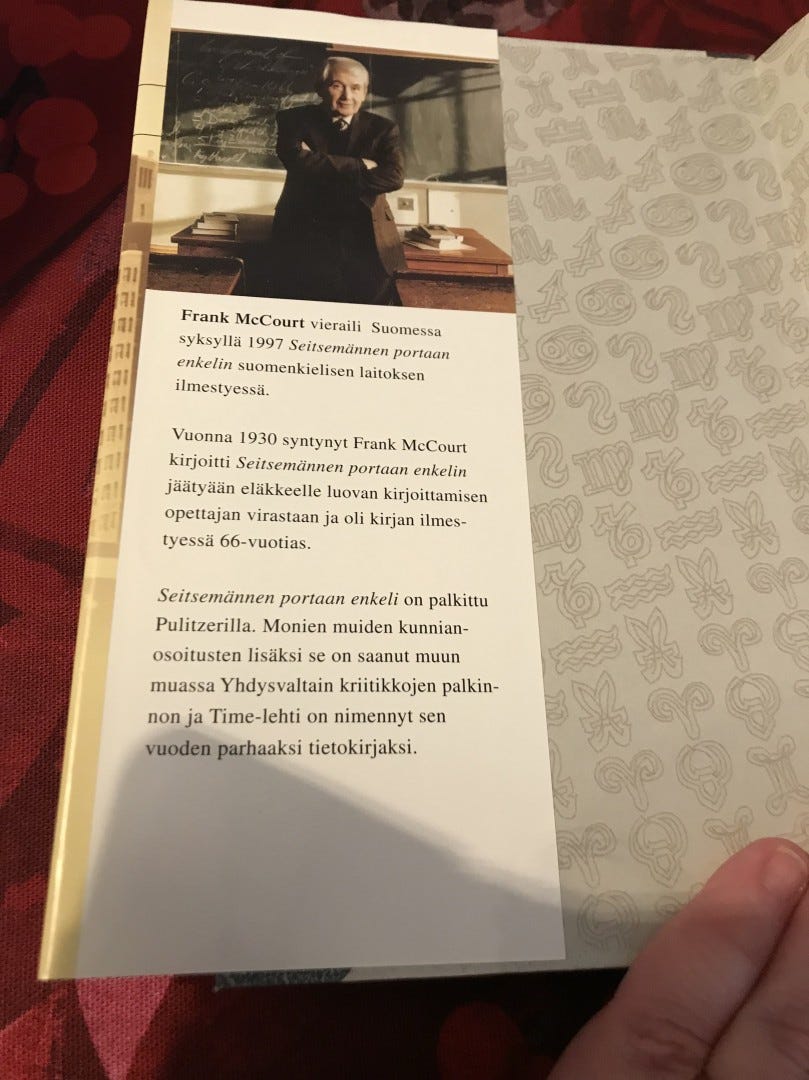 Frank McCourt vieraili Suomessa
syksyllä 1997 Seitsemännen portaan
enkelin suomenkielisen laitoksen
ilmestyessä.
Vuonna 1930 syntynyt Frank McCourt
kirjoitti Seitsemännen portaan enkelin
jäätyään eläkkeelle luovan kirjoittamisen
opettajan virastaan ja oli kirjan ilmes-
tyessä 66-vuotias.
Seitsemännen portaan enkeli on palkittu
Pulitzerilla. Monien muiden kunnian-
osoitusten lisäksi se on saanut muun
muassa Yhdysvaltain kriitikkojen palkin-
non ja Time-lehti on nimennyt sen
vuoden parhaaksi tietokirjaksi.